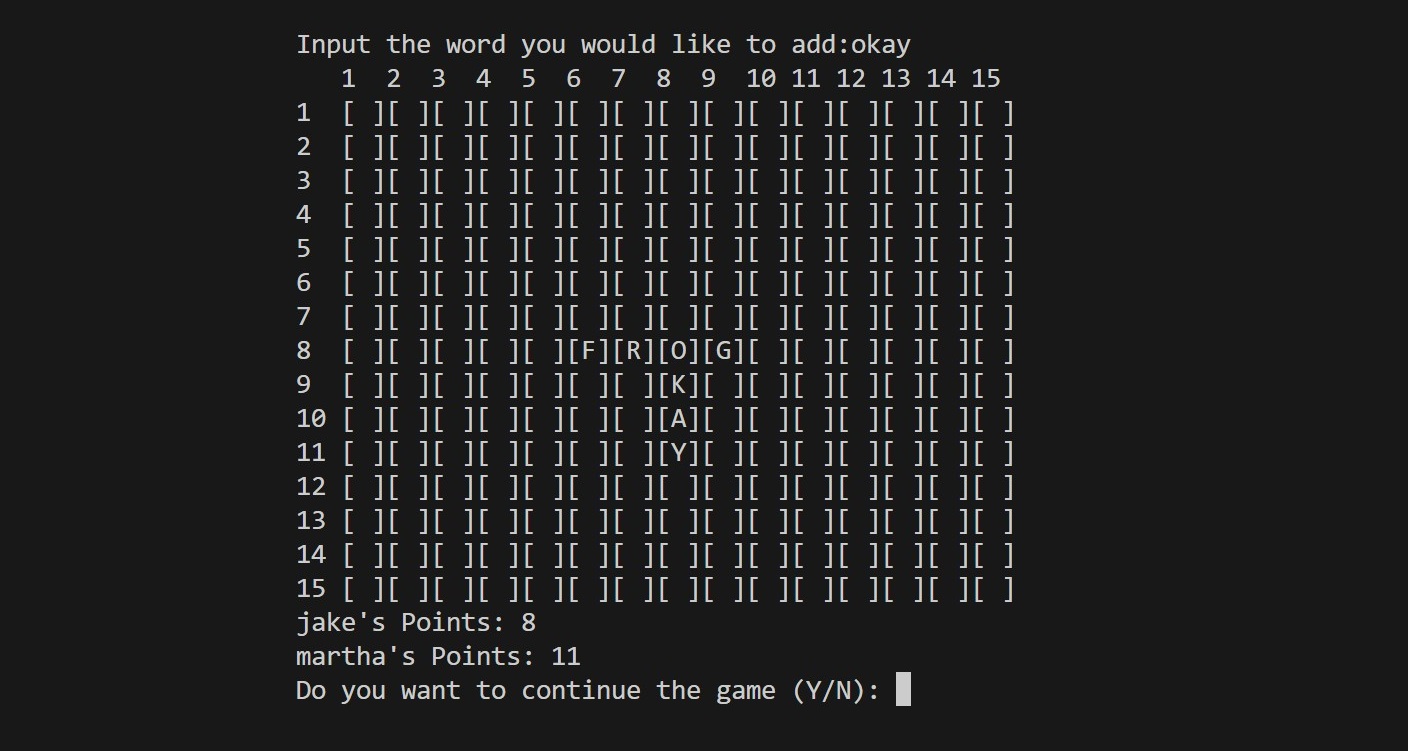 Input the word you would like to add:okay
   1  2  3  4  5  6  7  8  9  10 11 12 13 14 15
1  [ ][ ][ ][ ][ ][ ][ ][ ][ ][ ][ ][ ][ ][ ][ ]
2  [ ][ ][ ][ ][ ][ ][ ][ ][ ][ ][ ][ ][ ][ ][ ]
3  [ ][ ][ ][ ][ ][ ][ ][ ][ ][ ][ ][ ][ ][ ][ ]
4  [ ][ ][ ][ ][ ][ ][ ][ ][ ][ ][ ][ ][ ][ ][ ]
5  [ ][ ][ ][ ][ ][ ][ ][ ][ ][ ][ ][ ][ ][ ][ ]
6  [ ][ ][ ][ ][ ][ ][ ][ ][ ][ ][ ][ ][ ][ ][ ]
7  [ ][ ][ ][ ][ ][ ][ ][ ][ ][ ][ ][ ][ ][ ][ ]
8  [ ][ ][ ][ ][ ][F][R][O][G][ ][ ][ ][ ][ ][ ]
9  [ ][ ][ ][ ][ ][ ][ ][K][ ][ ][ ][ ][ ][ ][ ]
10 [ ][ ][ ][ ][ ][ ][ ][A][ ][ ][ ][ ][ ][ ][ ]
11 [ ][ ][ ][ ][ ][ ][ ][Y][ ][ ][ ][ ][ ][ ][ ]
12 [ ][ ][ ][ ][ ][ ][ ][ ][ ][ ][ ][ ][ ][ ][ ]
13 [ ][ ][ ][ ][ ][ ][ ][ ][ ][ ][ ][ ][ ][ ][ ]
14 [ ][ ][ ][ ][ ][ ][ ][ ][ ][ ][ ][ ][ ][ ][ ]
15 [ ][ ][ ][ ][ ][ ][ ][ ][ ][ ][ ][ ][ ][ ][ ]
jake's Points: 8
martha's Points: 11
Do you want to continue the game (Y/N):